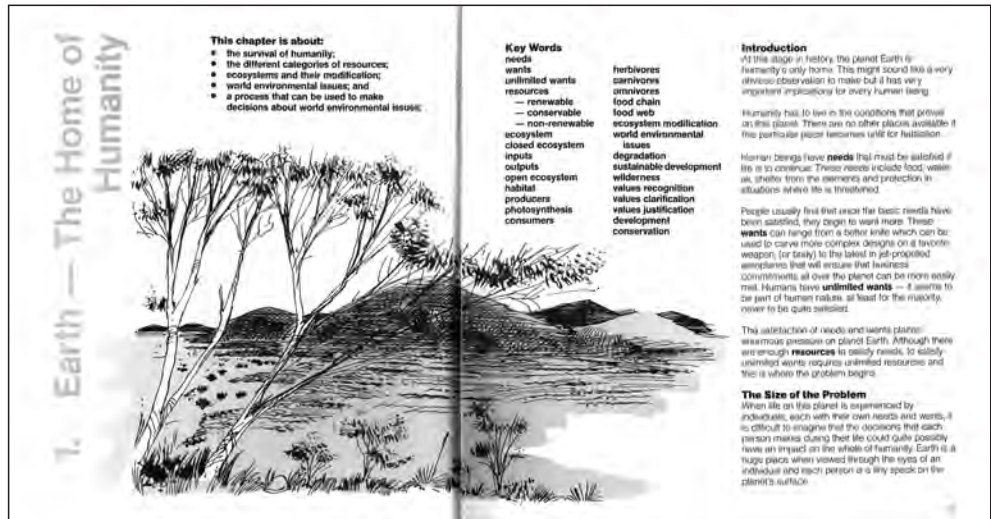 1. Earth — The Home of
Humanity
This chapter is about:
• the survival of humanity;
• the different categories of resources;
• ecosystems and their modification;
• world environmental issues; and
• a process that can be used to make
decisions about world environmental issues;
Key Words
needs
wants
unlimited wants
resources
— renewable
— conservable
— non-renewable
ecosystem
closed ecosystem
inputs
outputs
open ecosystem
habitat
producers
photosynthesis
consumers
herbivores
carnivores
omnivores
food chain
food web
ecosystem modification
world environmental
issues
degradation
sustainable development
wilderness
values recognition
values clarification
values justification
development
conservation
Introduction
At this stage in history, the planet Earth is
humanity's only home. This might sound like a very
obvious observation to make but it has very
important implications for every human being.
Humanity has to live in the conditions that prevail
on this planet. There are no other places available if
this particular place becomes unfit for habitation.
Human beings have needs that must be satisfied if
life is to continue. These needs include food, water,
air, shelter from the elements and protection in
situations where life is threatened.
People usually find that once the basic needs have
been satisfied, they begin to want more. These
wants can range from a better knife which can be
used to carve more complex designs on a favorite
weapon, (or body) to the latest in jet-propelled
aeroplanes that will ensure that business
commitments all over the planet can be more easily
met. Humans have unlimited wants — it seems to
be part of human nature, at least for the majority,
never to be quite satisfied.
The satisfaction of needs and wants places
enormous pressure on planet Earth. Although there
are enough resources to satisfy needs, to satisfy
unlimited wants requires unlimited resources and
this is where the problem begins.
The Size of the Problem
When life on this planet is experienced by
individuals, each with their own needs and wants, it
is difficult to imagine that the decisions that each
person makes during their life could quite possibly
have an impact on the whole of humanity. Earth is a
huge place when viewed through the eyes of an
individual and each person is a tiny speck on the
planet's surface.